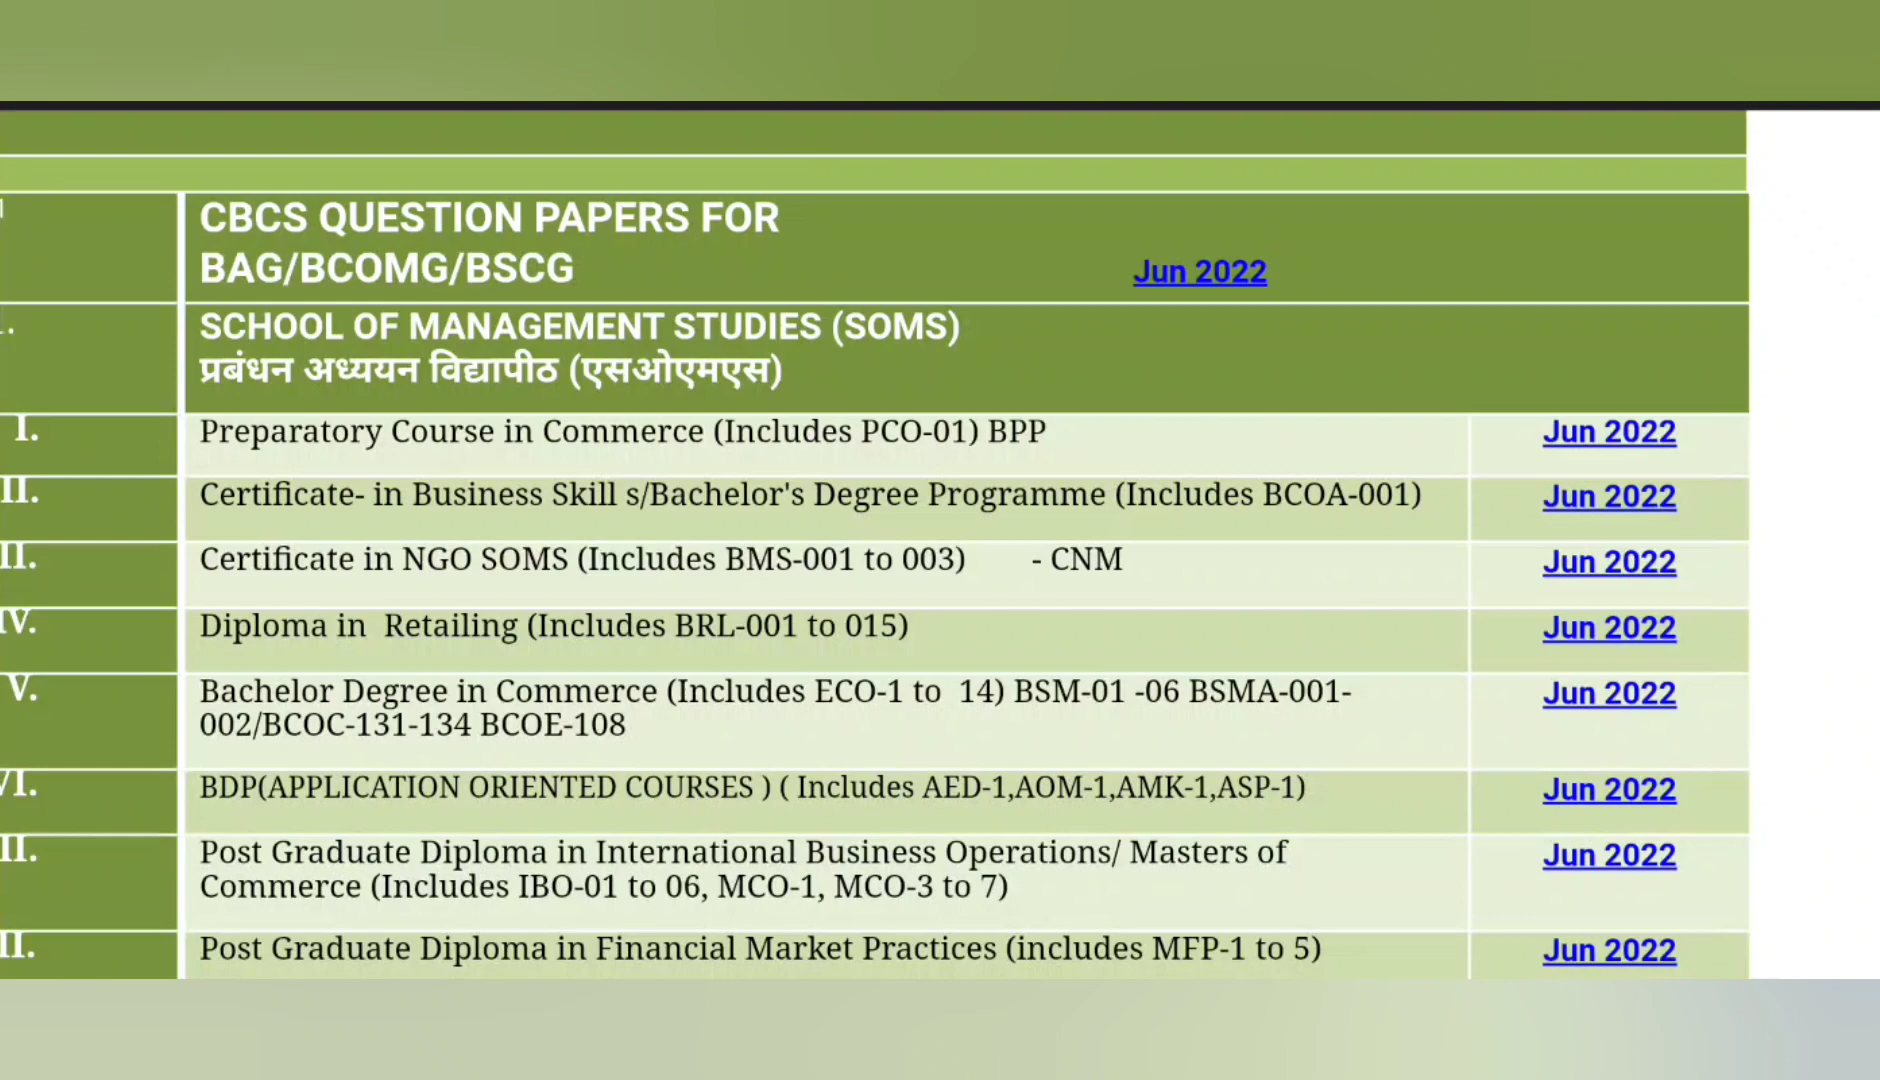 CBCS QUESTION PAPERS FOR
BAG/BCOMG/BSCG Jun 2022
SCHOOL OF MANAGEMENT STUDIES (SOMS)
प्रबंधन अध्ययन विद्यापीठ (एसओएमएस)
I. Preparatory Course in Commerce (Includes PCO-01) BPP Jun 2022
II. Certificate- in Business Skill s/Bachelor's Degree Programme (Includes BCOA-001) Jun 2022
II. Certificate in NGO SOMS (Includes BMS-001 to 003) - CNM Jun 2022
IV. Diploma in Retailing (Includes BRL-001 to 015) Jun 2022
V. Bachelor Degree in Commerce (Includes ECO-1 to 14) BSM-01 -06 BSMA-001- Jun 2022
002/BCOC-131-134 BCOE-108
VI. BDP(APPLICATION ORIENTED COURSES ) ( Includes AED-1,AOM-1,AMK-1,ASP-1) Jun 2022
II. Post Graduate Diploma in International Business Operations/ Masters of Jun 2022
Commerce (Includes IBO-01 to 06, MCO-1, MCO-3 to 7)
II. Post Graduate Diploma in Financial Market Practices (includes MFP-1 to 5) Jun 2022